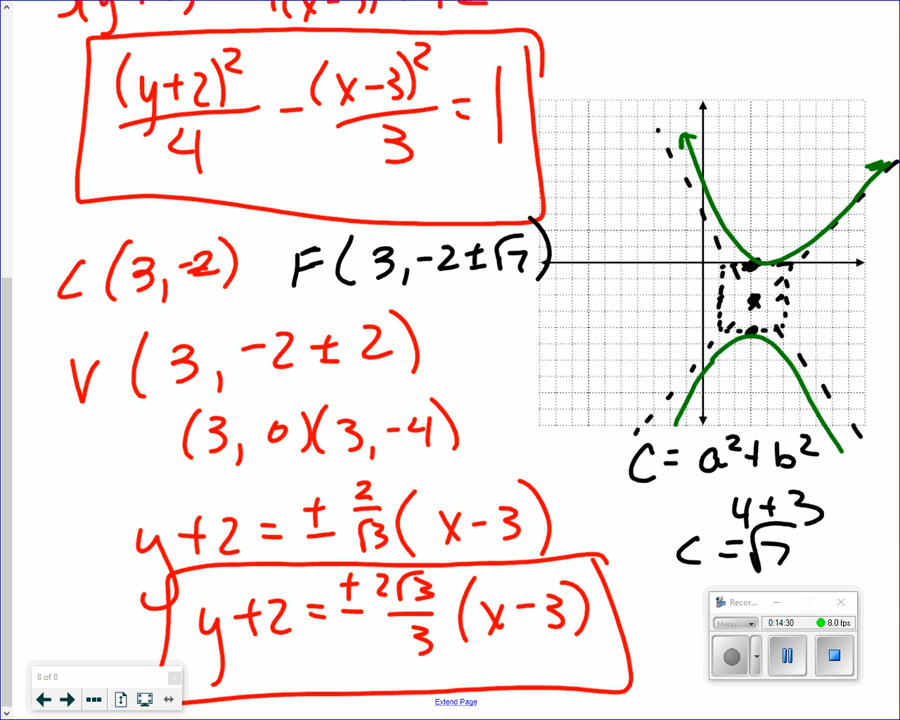 (y+2)²/4 − (x−3)²/3 = 1
C (3, -2)
F (3, -2 ± √7)
V (3, -2 ± 2)
(3, 0)(3, -4)
C = a² + b²
4 + 3
c = √7
y + 2 = ± 2/√3 (x − 3)
y + 2 = ± 2√3/3 (x − 3)
Recor...
Menu
0:14:30
8.0 fps
8 of 8
Extend Page